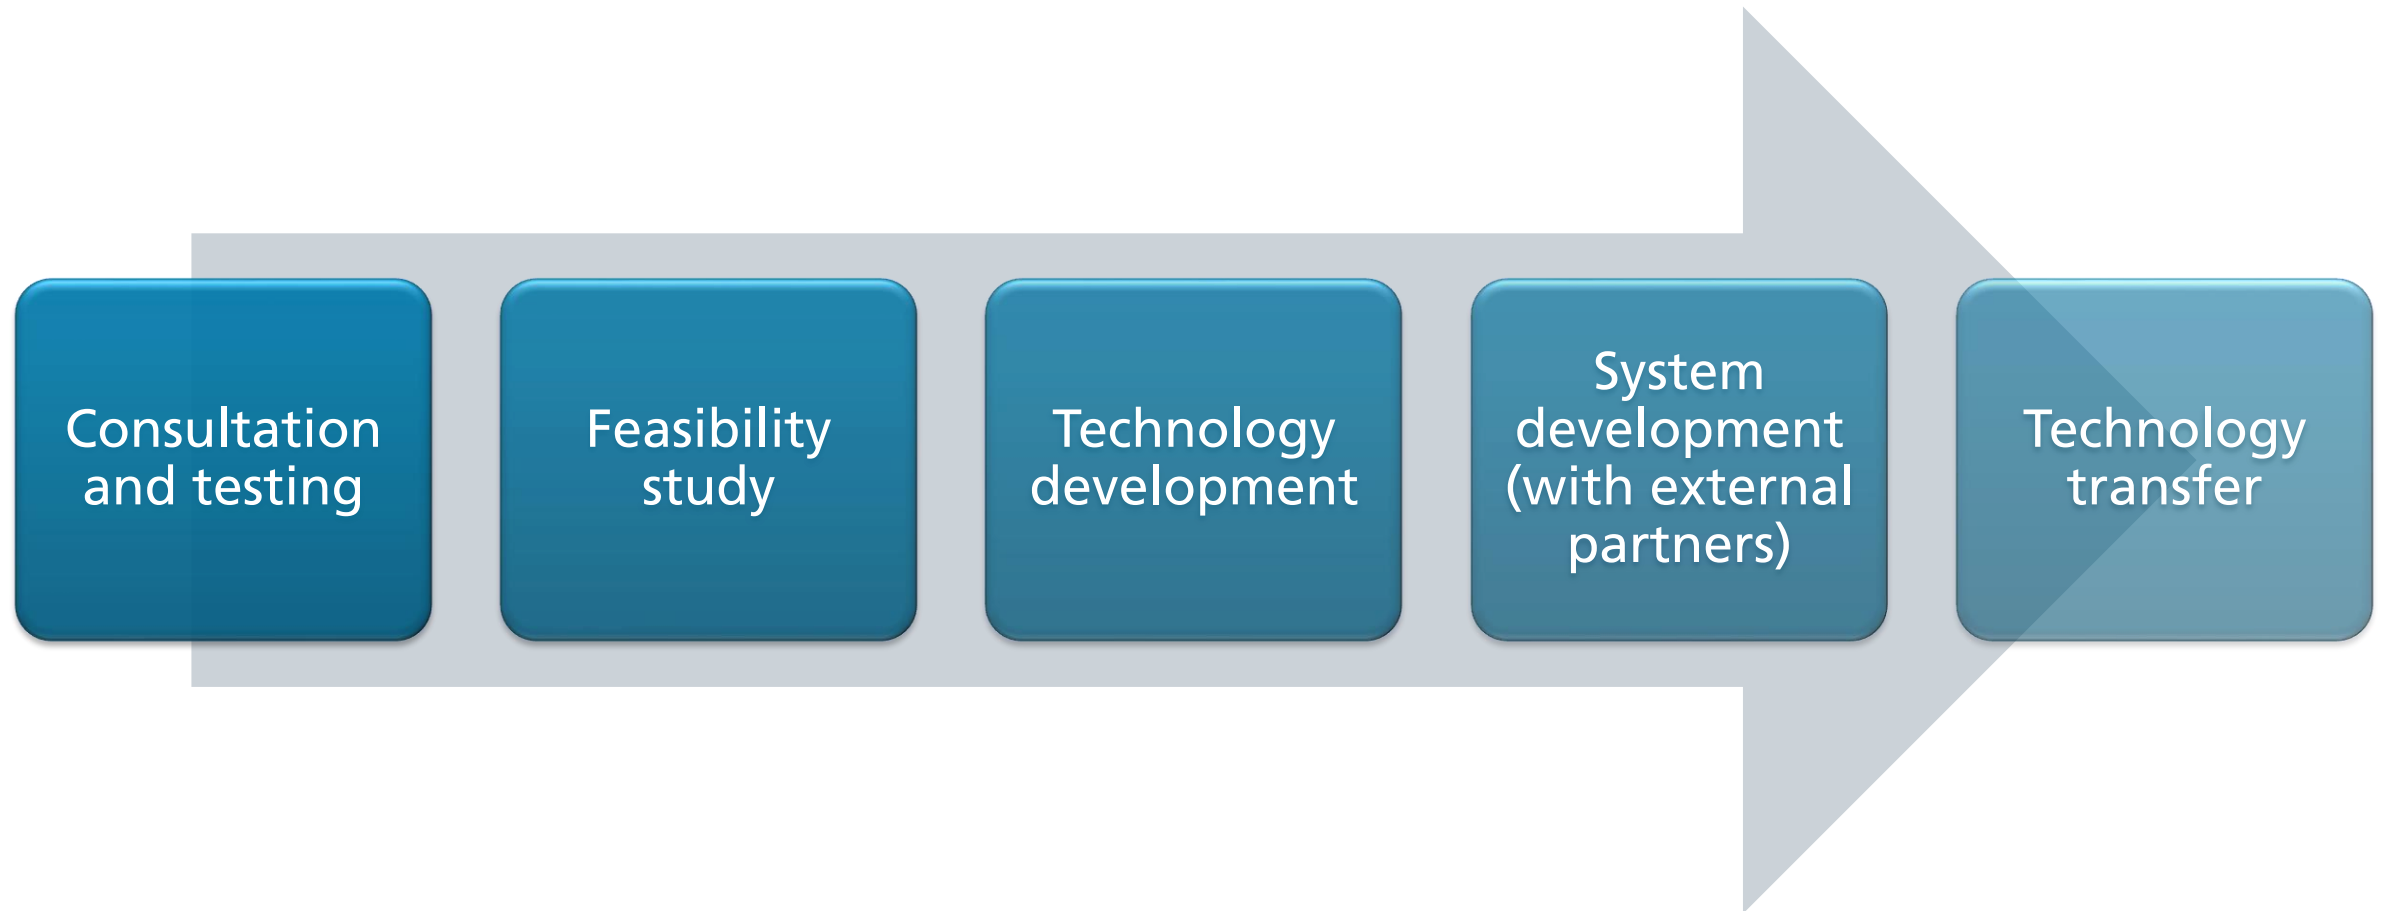 Consultation
and testing
Feasibility
study
Technology
development
System
development
(with external
partners)
Technology
transfer